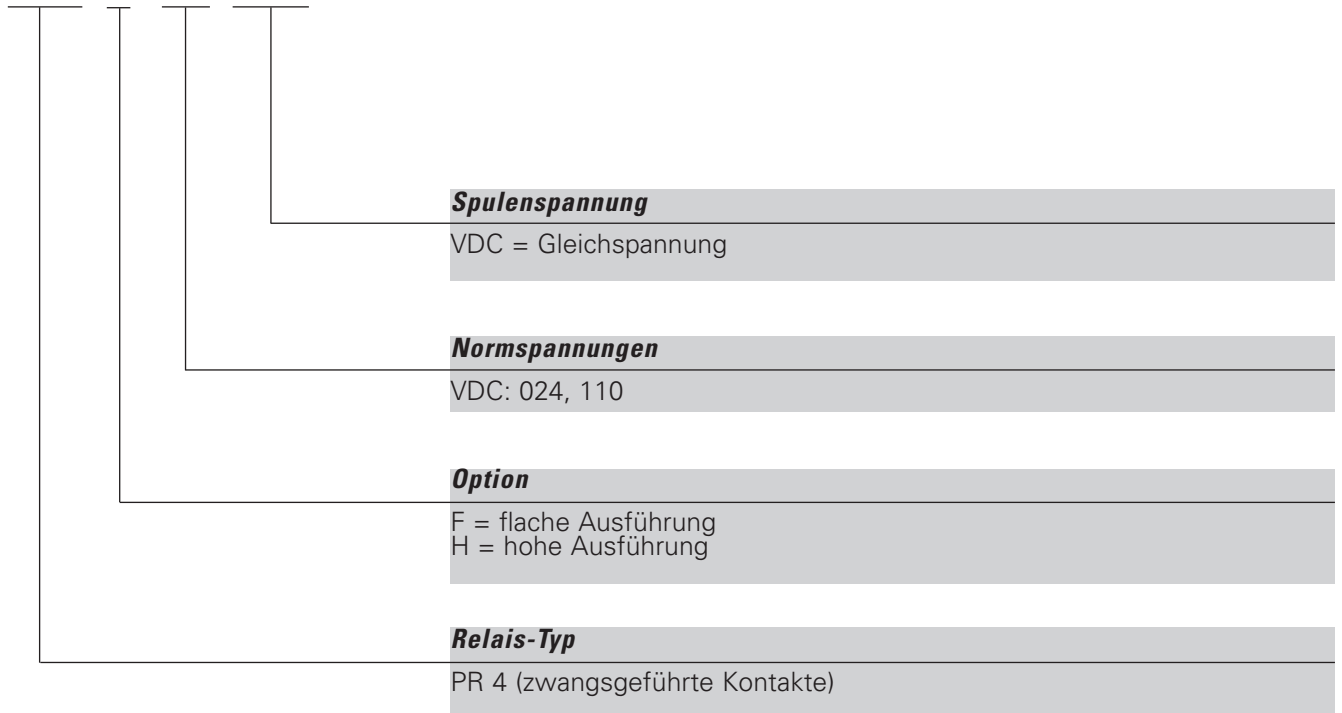 Spulenspannung
VDC = Gleichspannung
Normspannungen
VDC: 024, 110
Option
F = flache Ausführung
H = hohe Ausführung
Relais-Typ
PR 4 (zwangsgeführte Kontakte)